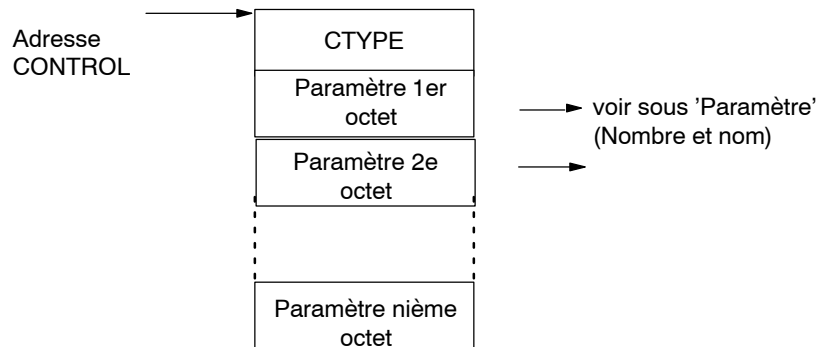 Adresse
CONTROL
CTYPE
Paramètre 1er
octet
voir sous ’Paramètre’
(Nombre et nom)
Paramètre 2e
octet
Paramètre nième
octet